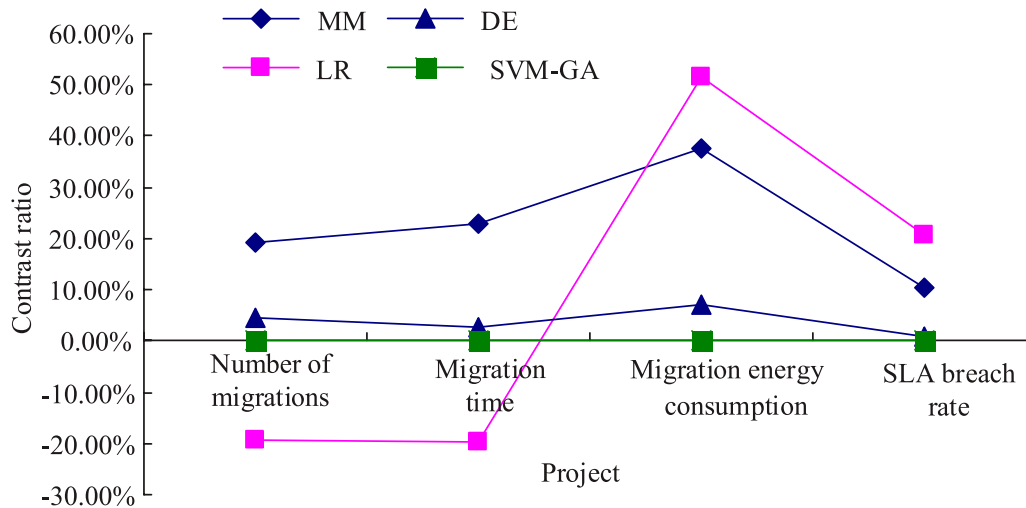 MM
DE
LR
SVM-GA
60.00%
50.00%
40.00%
30.00%
20.00%
10.00%
0.00%
-10.00%
-20.00%
-30.00%
Contrast ratio
Number of
migrations
Migration
time
Migration energy
consumption
SLA breach
rate
Project